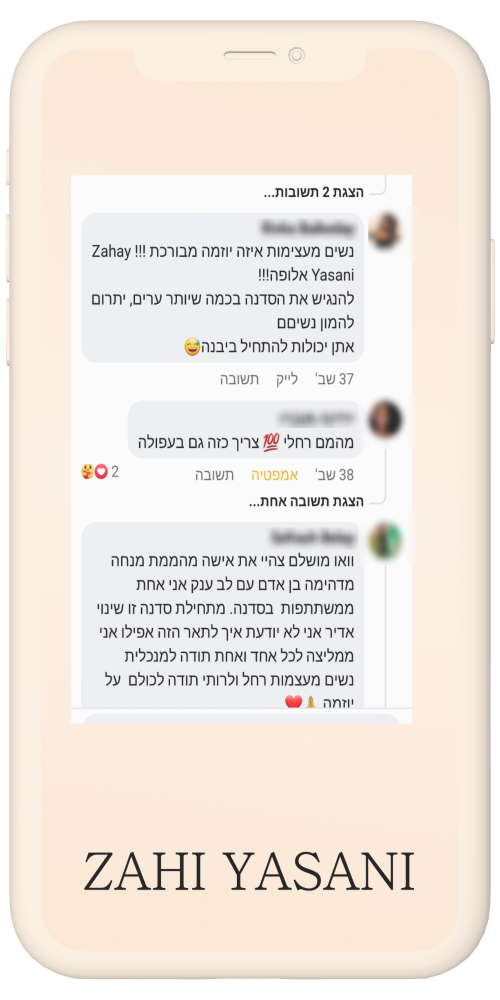 הצגת 2 תשובות...
נשים מעצימות איזה יוזמה מבורכת !!! Zahay
Yasani אלופה!!!
להנגיש את הסדנה בכמה שיותר ערים, יתרום
להמון נשיםם
אתן יכולות להתחיל ביבנה😅
37 שב' לייק תשובה
מהמם רחלי 💯 צריך כזה גם בעפולה
38 שב' אמפטיה תשובה 2
הצגת תשובה אחת...
וואו מושלם צהיי את אישה מהממת מנחה
מדהימה בן אדם עם לב ענק אני אחת
ממשתתפות בסדנה. מתחילת סדנה זו שינוי
אדיר אני לא יודעת איך לתאר הזה אפילו אני
ממליצה לכל אחד ואחת תודה למנכלית
נשים מעצמות רחל ולרותי תודה לכולם על
יוזמה 🙏❤️
ZAHI YASANI